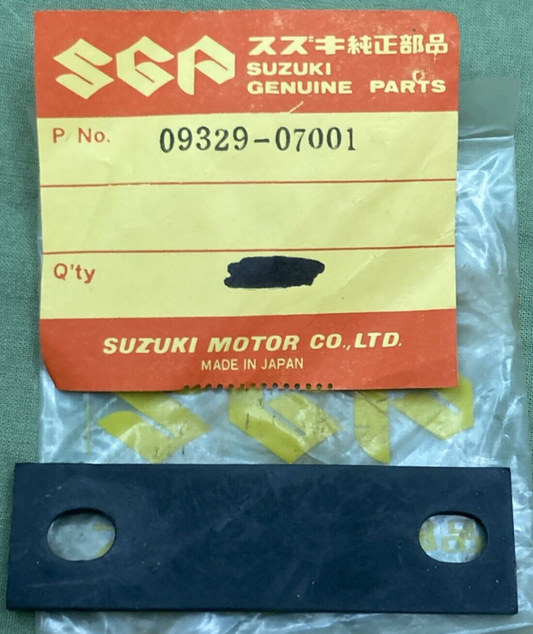 SGP
スズキ純正部品
SUZUKI
GENUINE PARTS
P/No. 09329-07001
Q'ty
SUZUKI MOTOR CO.,LTD.
MADE IN JAPAN
SGP